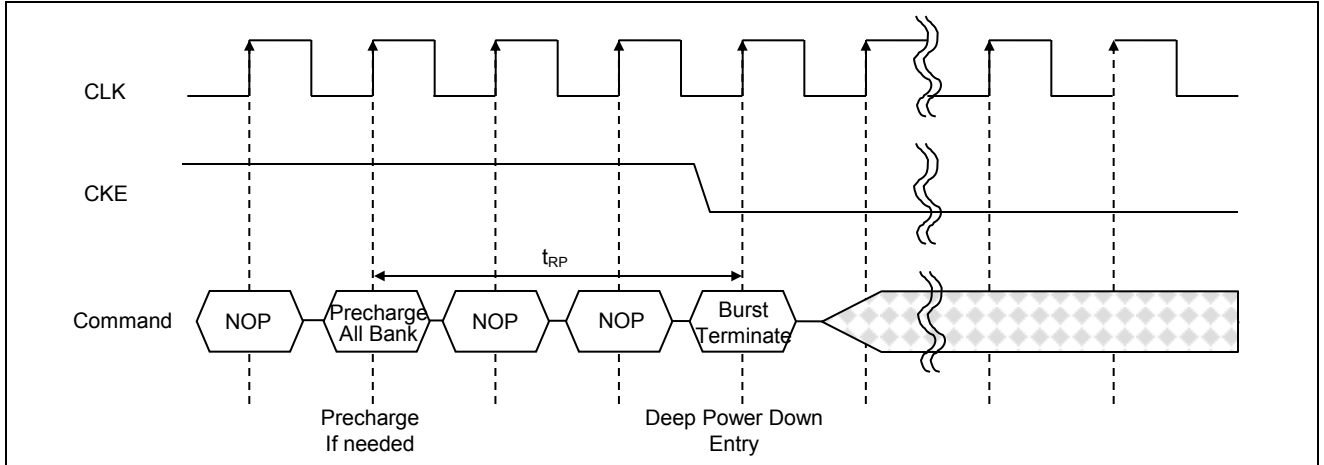 CLK
CKE
tRP
Command
NOP
Precharge
All Bank
NOP
NOP
Burst
Terminate
Precharge
If needed
Deep Power Down
Entry